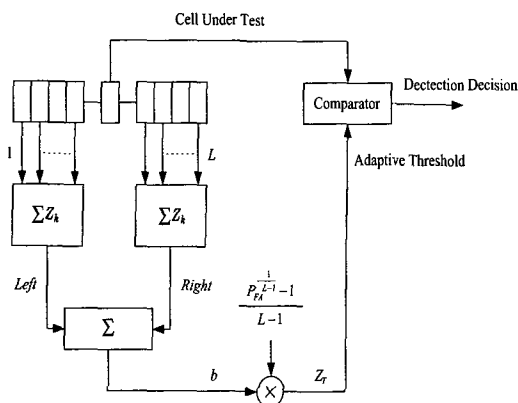 Cell Under Test
Dectection Decision
Comparator
1
L
Adaptive Threshold
∑Z_k
∑Z_k
Left
Right
P_FA^(1/(L-1)) - 1
L-1
∑
b
×
Z_T